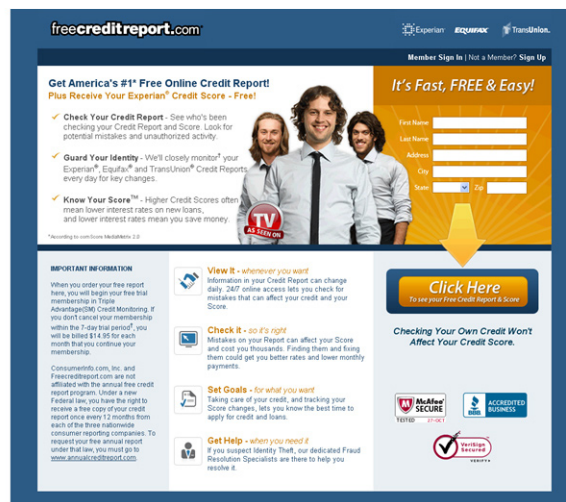 freecreditreport.com
Experian EQUIFAX TransUnion.
Member Sign In | Not a Member? Sign Up
Get America's #1* Free Online Credit Report!
Plus Receive Your Experian® Credit Score - Free!
Check Your Credit Report - See who's been
checking your Credit Report and Score. Look for
potential mistakes and unauthorized activity.
Guard Your Identity - We'll closely monitor† your
Experian®, Equifax® and TransUnion® Credit Reports
every day for key changes.
Know Your Score™ - Higher Credit Scores often
mean lower interest rates on new loans,
and lower interest rates mean you save money.
*According to comScore MediaMetrix 2.0
AS SEEN ON
TV
It's Fast, FREE & Easy!
First Name
Last Name
Address
City
State Zip
Click Here
To see your Free Credit Report & Score
Checking Your Own Credit Won't
Affect Your Credit Score.
IMPORTANT INFORMATION
When you order your free report
here, you will begin your free trial
membership in Triple
Advantage(SM) Credit Monitoring. If
you don't cancel your membership
within the 7-day trial period†, you
will be billed $14.95 for each
month that you continue your
membership.
ConsumerInfo.com, Inc. and
Freecreditreport.com are not
affiliated with the annual free credit
report program. Under a new
Federal law, you have the right to
receive a free copy of your credit
report once every 12 months from
each of the three nationwide
consumer reporting companies. To
request your free annual report
under that law, you must go to
www.annualcreditreport.com.
View It - whenever you want
Information in your Credit Report can change
daily. 24/7 online access lets you check for
mistakes that can affect your credit and your
Score.
Check it - so it's right
Mistakes on your Report can affect your Score
and cost you thousands. Finding them and fixing
them could get you better rates and lower monthly
payments.
Set Goals - for what you want
Taking care of your credit, and tracking your
Score changes, lets you know the best time to
apply for credit and loans.
Get Help - when you need it
If you suspect Identity Theft, our dedicated Fraud
Resolution Specialists are there to help you
resolve it.
McAfee
SECURE
TESTED 27-OCT
BBB
ACCREDITED
BUSINESS
VeriSign
Secured
VERIFY